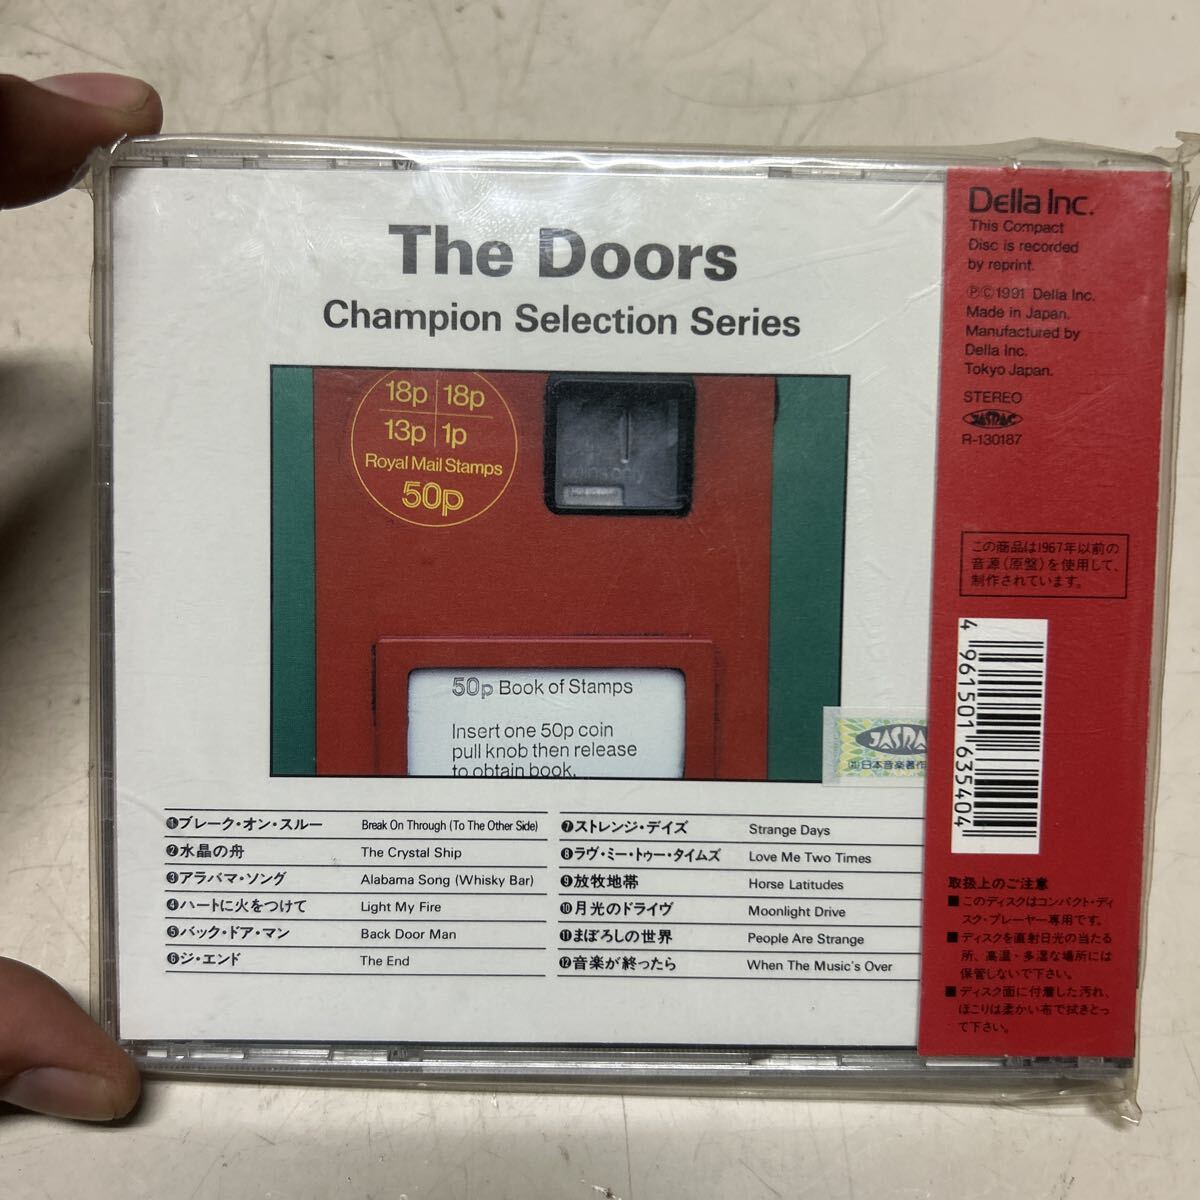 The Doors
Champion Selection Series
18p 18p
13p 1p
Royal Mail Stamps
50p
50p Book of Stamps
Insert one 50p coin
pull knob then release
to obtain book.
JASRAC
日本音楽著作
❶ブレーク・オン・スルー Break On Through (To The Other Side)
❷水晶の舟 The Crystal Ship
❸アラバマ・ソング Alabama Song (Whisky Bar)
❹ハートに火をつけて Light My Fire
❺バック・ドア・マン Back Door Man
❻ジ・エンド The End
❼ストレンジ・デイズ Strange Days
❽ラヴ・ミー・トゥー・タイムズ Love Me Two Times
❾放牧地帯 Horse Latitudes
❿月光のドライヴ Moonlight Drive
⓫まぼろしの世界 People Are Strange
⓬音楽が終ったら When The Music's Over
Della Inc.
This Compact
Disc is recorded
by reprint.
Ⓟ©1991 Della Inc.
Made in Japan.
Manufactured by
Della Inc.
Tokyo Japan.
STEREO
JASRAC
R-130187
この商品は1967年以前の
音源(原盤)を使用して、
制作されています。
4 961501 635404
取扱上のご注意
■このディスクはコンパクト・ディ
スク・プレーヤー専用です。
■ディスクを直射日光の当たる
所、高温・多湿な場所には
保管しないで下さい。
■ディスク面に付着した汚れ、
ほこりは柔かい布で拭きとっ
て下さい。